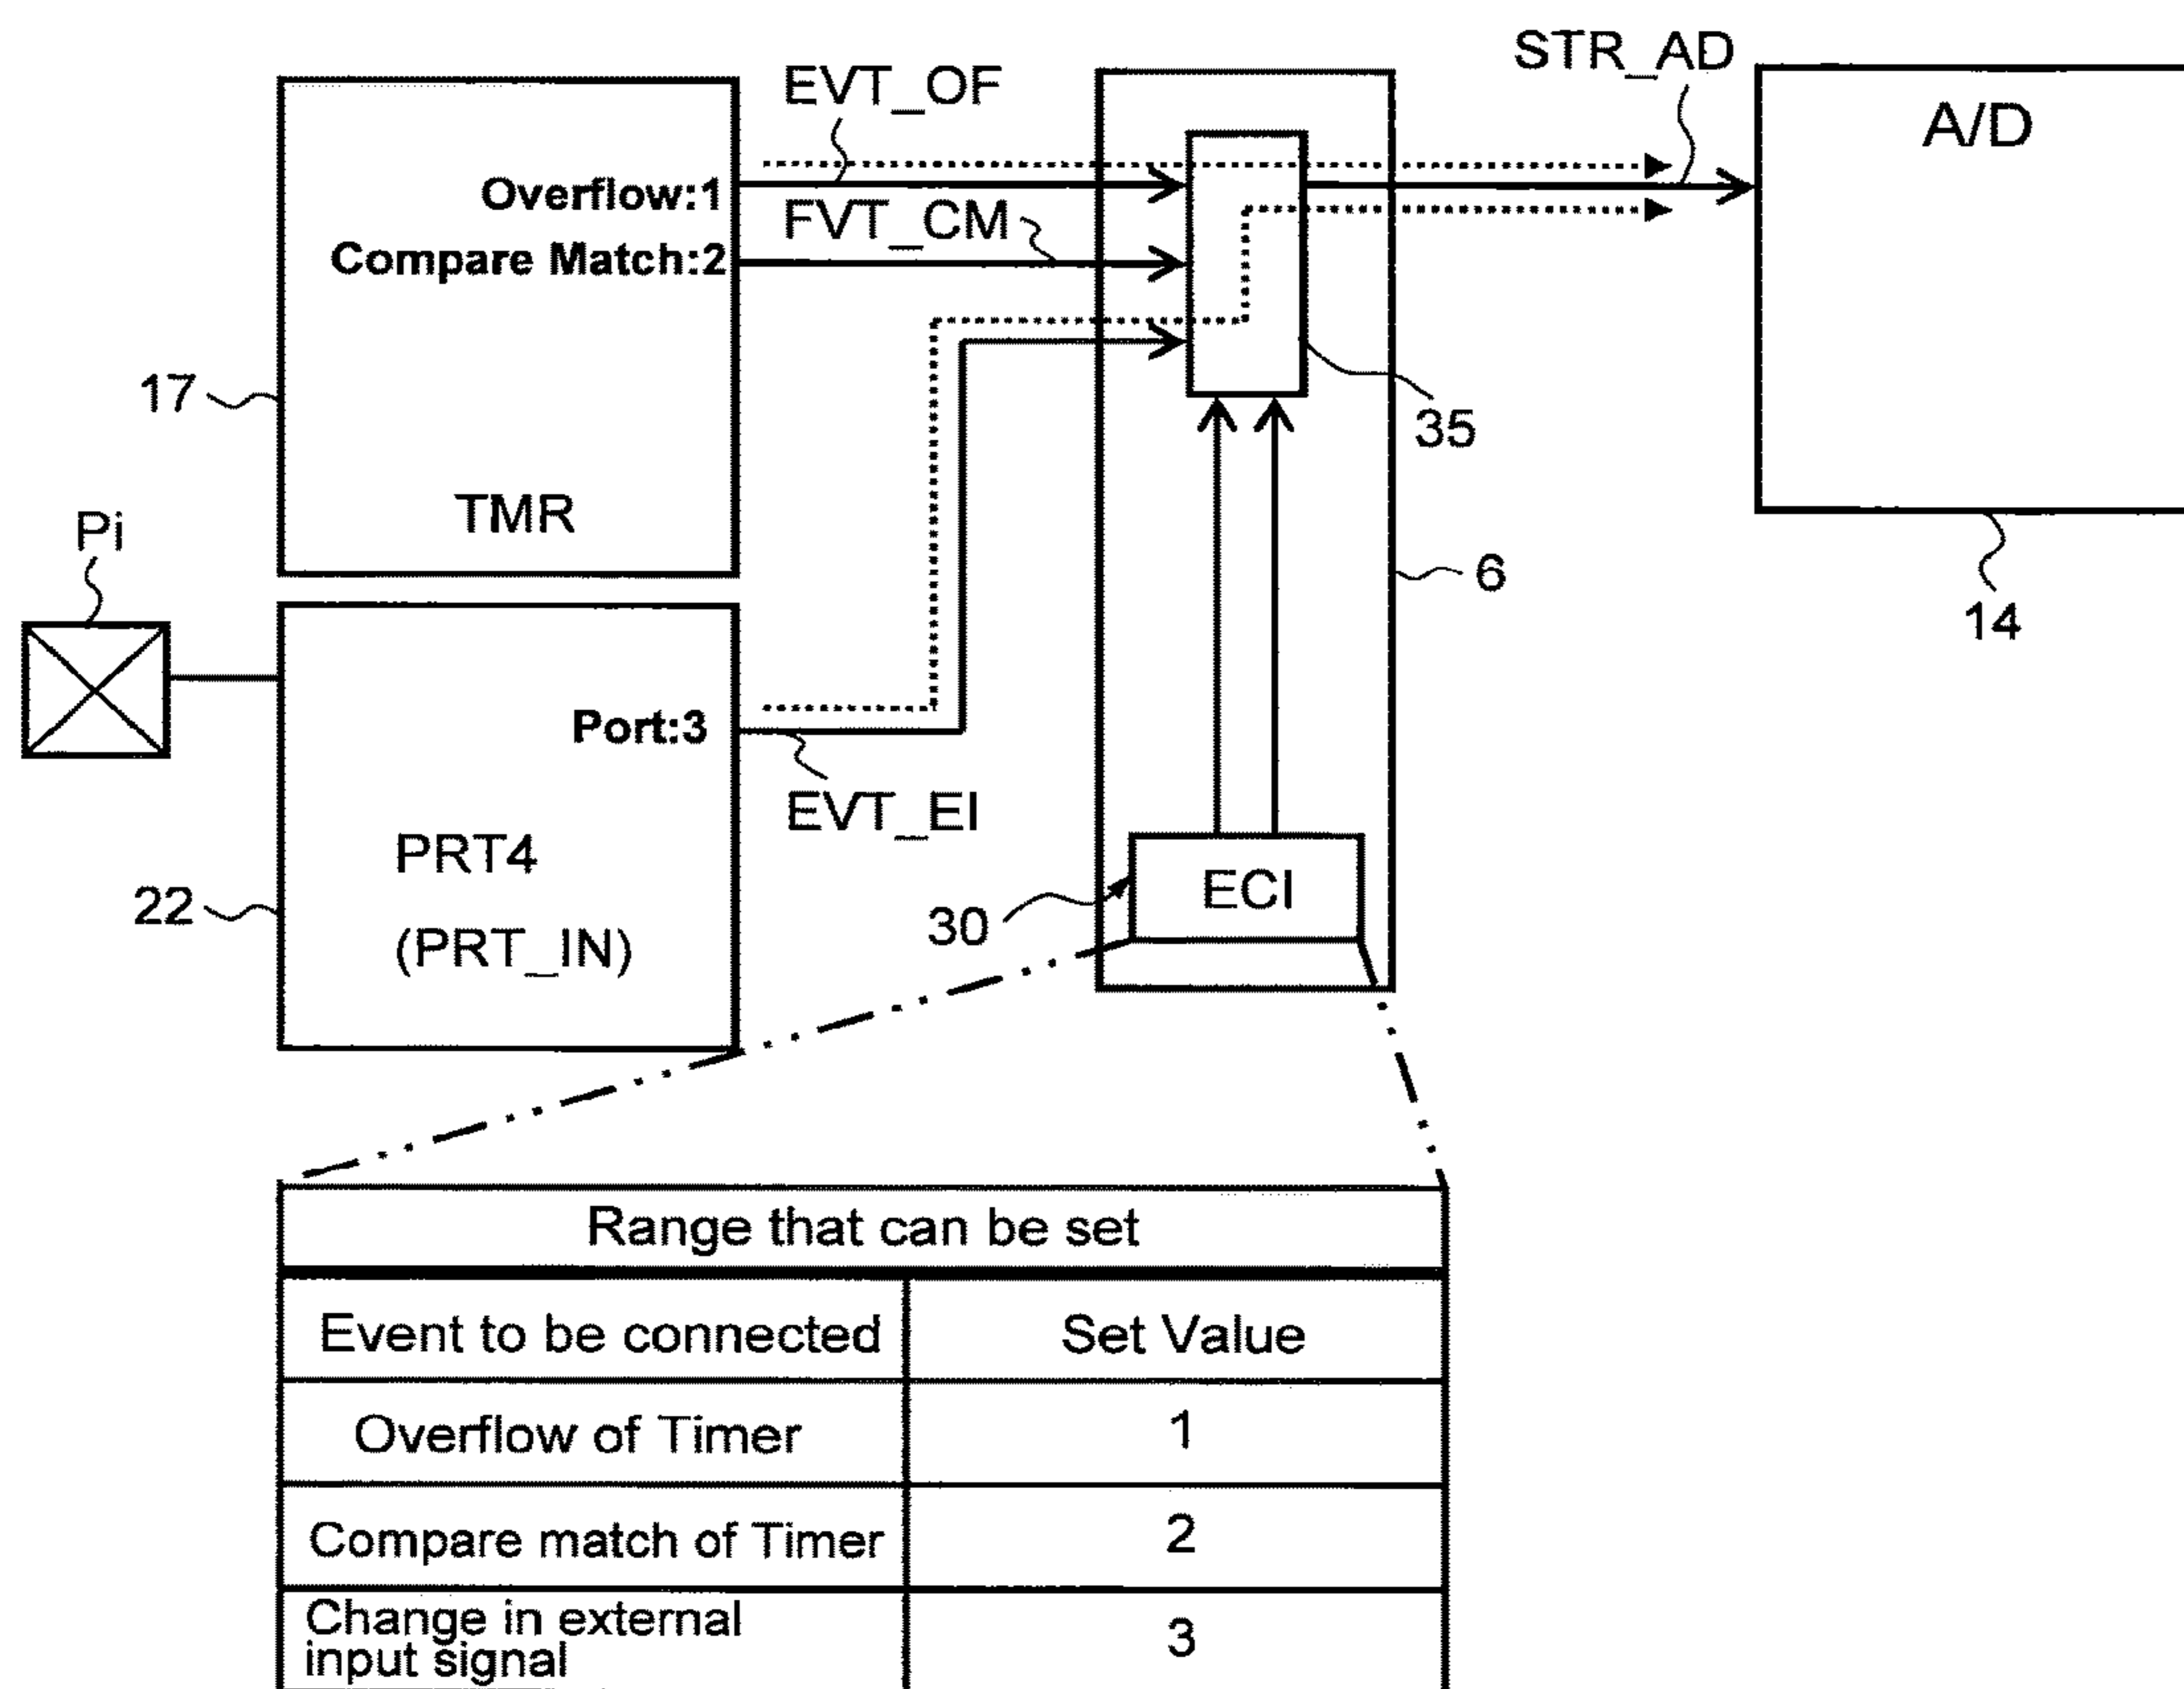 STR_AD
EVT_OF
A/D
Overflow:1
FVT_CM
Compare Match:2
17
35
TMR
Pi
6
14
Port:3
EVT_EI
PRT4
ECI
22
30
(PRT_IN)
Range that can be set
Event to be connected Set Value
Overflow of Timer 1
Compare match of Timer 2
Change in external
input signal 3